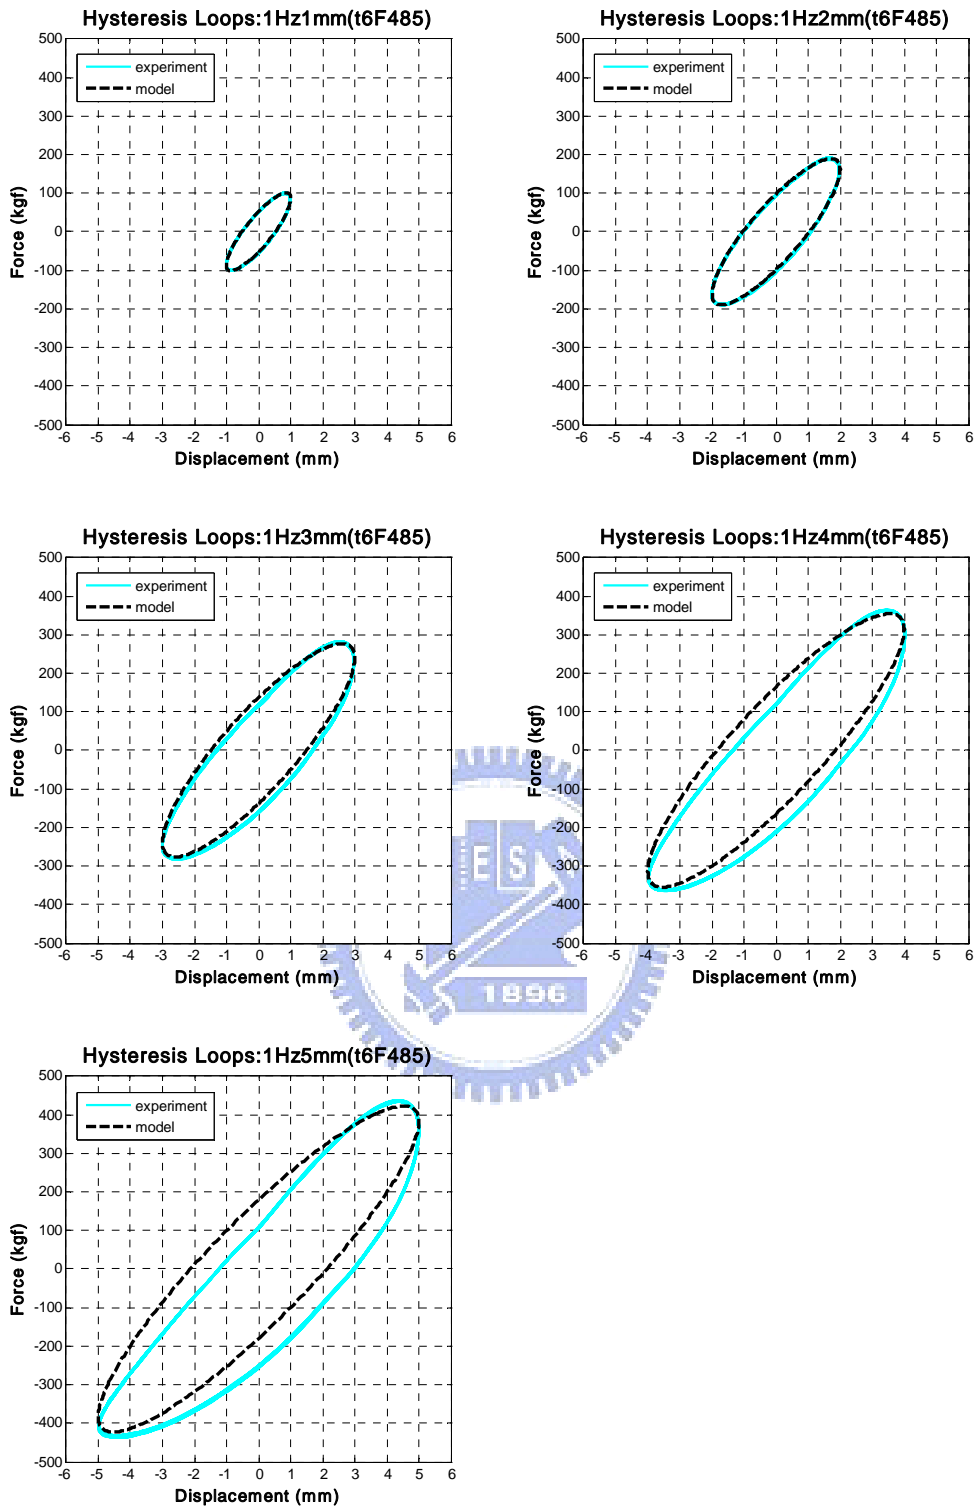 Hysteresis Loops:1Hz1mm(t6F485)
500
400
300
200
100
0
-100
-200
-300
-400
-500
Force (kgf)
experiment
model
-6 -5 -4 -3 -2 -1 0 1 2 3 4 5 6
Displacement (mm)
Hysteresis Loops:1Hz2mm(t6F485)
500
400
300
200
100
0
-100
-200
-300
-400
-500
Force (kgf)
experiment
model
-6 -5 -4 -3 -2 -1 0 1 2 3 4 5 6
Displacement (mm)
Hysteresis Loops:1Hz3mm(t6F485)
500
400
300
200
100
0
-100
-200
-300
-400
-500
Force (kgf)
experiment
model
-6 -5 -4 -3 -2 -1 0 1 2 3 4 5 6
Displacement (mm)
Hysteresis Loops:1Hz4mm(t6F485)
500
400
300
200
100
0
-100
-200
-300
-400
-500
Force (kgf)
experiment
model
-6 -5 -4 -3 -2 -1 0 1 2 3 4 5 6
Displacement (mm)
ES
1896
Hysteresis Loops:1Hz5mm(t6F485)
500
400
300
200
100
0
-100
-200
-300
-400
-500
Force (kgf)
experiment
model
-6 -5 -4 -3 -2 -1 0 1 2 3 4 5 6
Displacement (mm)